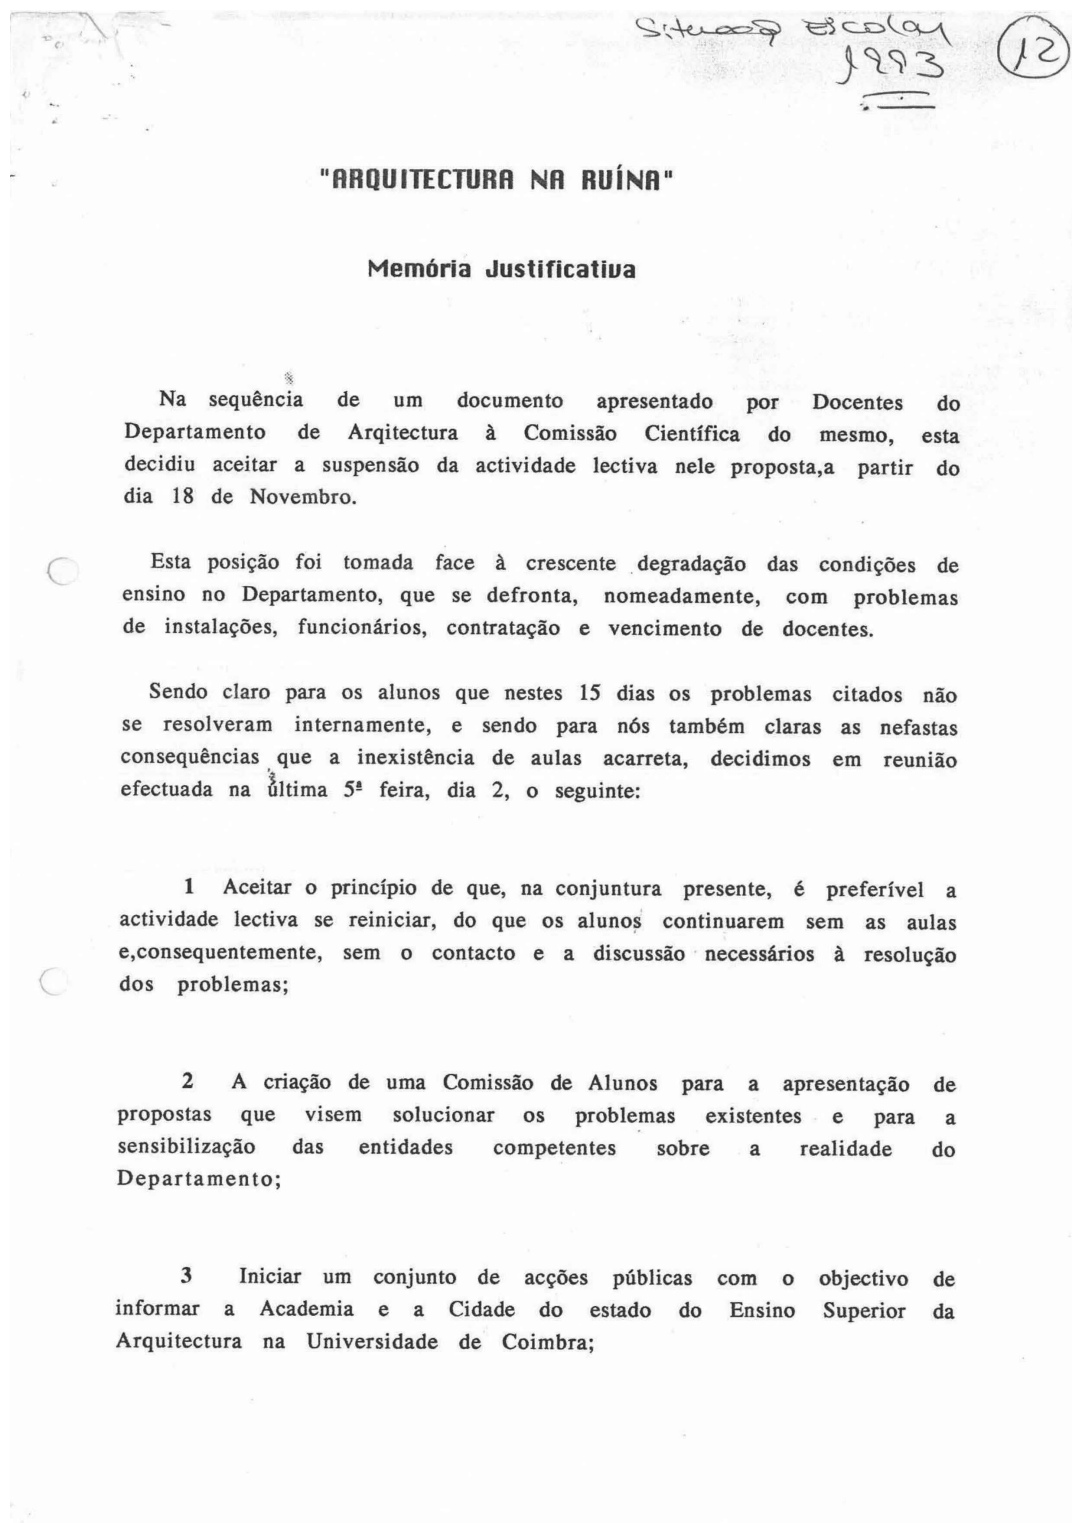 Situação Escolar
1993
12
"ARQUITECTURA NA RUÍNA"
Memória Justificativa
Na sequência de um documento apresentado por Docentes do
Departamento de Arqitectura à Comissão Científica do mesmo, esta
decidiu aceitar a suspensão da actividade lectiva nele proposta,a partir do
dia 18 de Novembro.
Esta posição foi tomada face à crescente degradação das condições de
ensino no Departamento, que se defronta, nomeadamente, com problemas
de instalações, funcionários, contratação e vencimento de docentes.
Sendo claro para os alunos que nestes 15 dias os problemas citados não
se resolveram internamente, e sendo para nós também claras as nefastas
consequências que a inexistência de aulas acarreta, decidimos em reunião
efectuada na última 5ª feira, dia 2, o seguinte:
1 Aceitar o princípio de que, na conjuntura presente, é preferível a
actividade lectiva se reiniciar, do que os alunos continuarem sem as aulas
e,consequentemente, sem o contacto e a discussão necessários à resolução
dos problemas;
2 A criação de uma Comissão de Alunos para a apresentação de
propostas que visem solucionar os problemas existentes e para a
sensibilização das entidades competentes sobre a realidade do
Departamento;
3 Iniciar um conjunto de acções públicas com o objectivo de
informar a Academia e a Cidade do estado do Ensino Superior da
Arquitectura na Universidade de Coimbra;